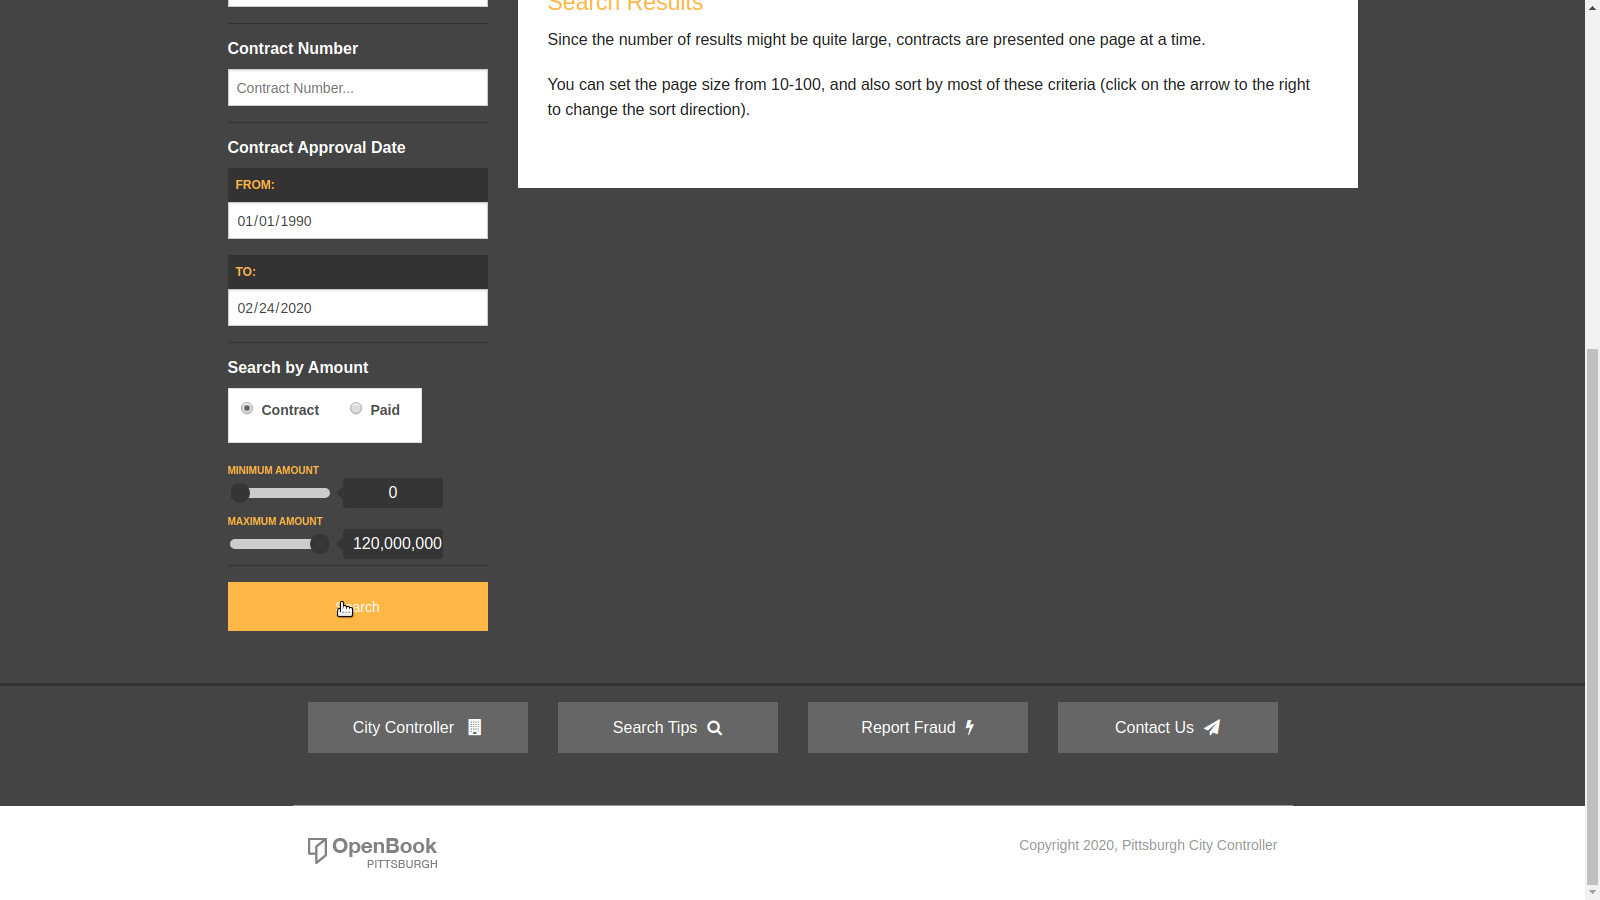 Search Results
Since the number of results might be quite large, contracts are presented one page at a time.
You can set the page size from 10-100, and also sort by most of these criteria (click on the arrow to the right
to change the sort direction).
Contract Number
Contract Number...
Contract Approval Date
FROM:
01/01/1990
TO:
02/24/2020
Search by Amount
Contract Paid
MINIMUM AMOUNT
0
MAXIMUM AMOUNT
120,000,000
City Controller
Search Tips
Report Fraud
Contact Us
OpenBook
PITTSBURGH
Copyright 2020, Pittsburgh City Controller